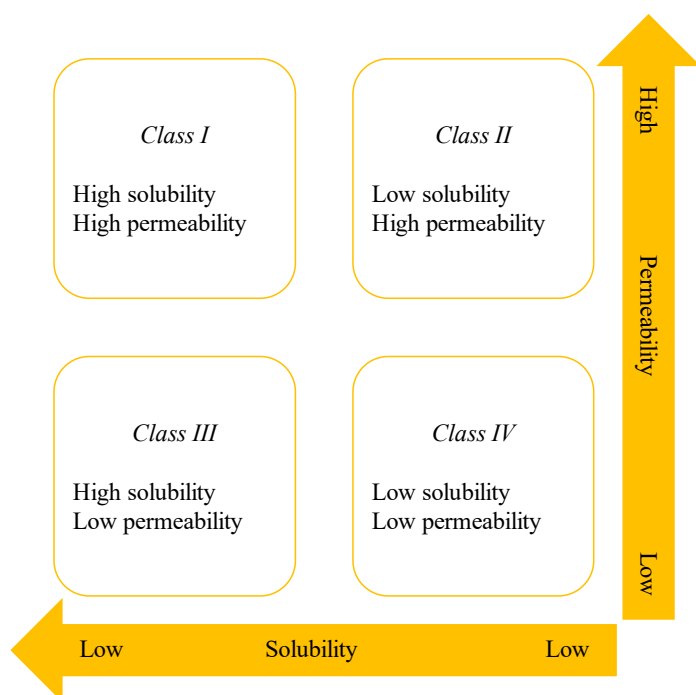 Class I
High solubility
High permeability
Class II
Low solubility
High permeability
Class III
High solubility
Low permeability
Class IV
Low solubility
Low permeability
High Permeability Low
Low Solubility Low